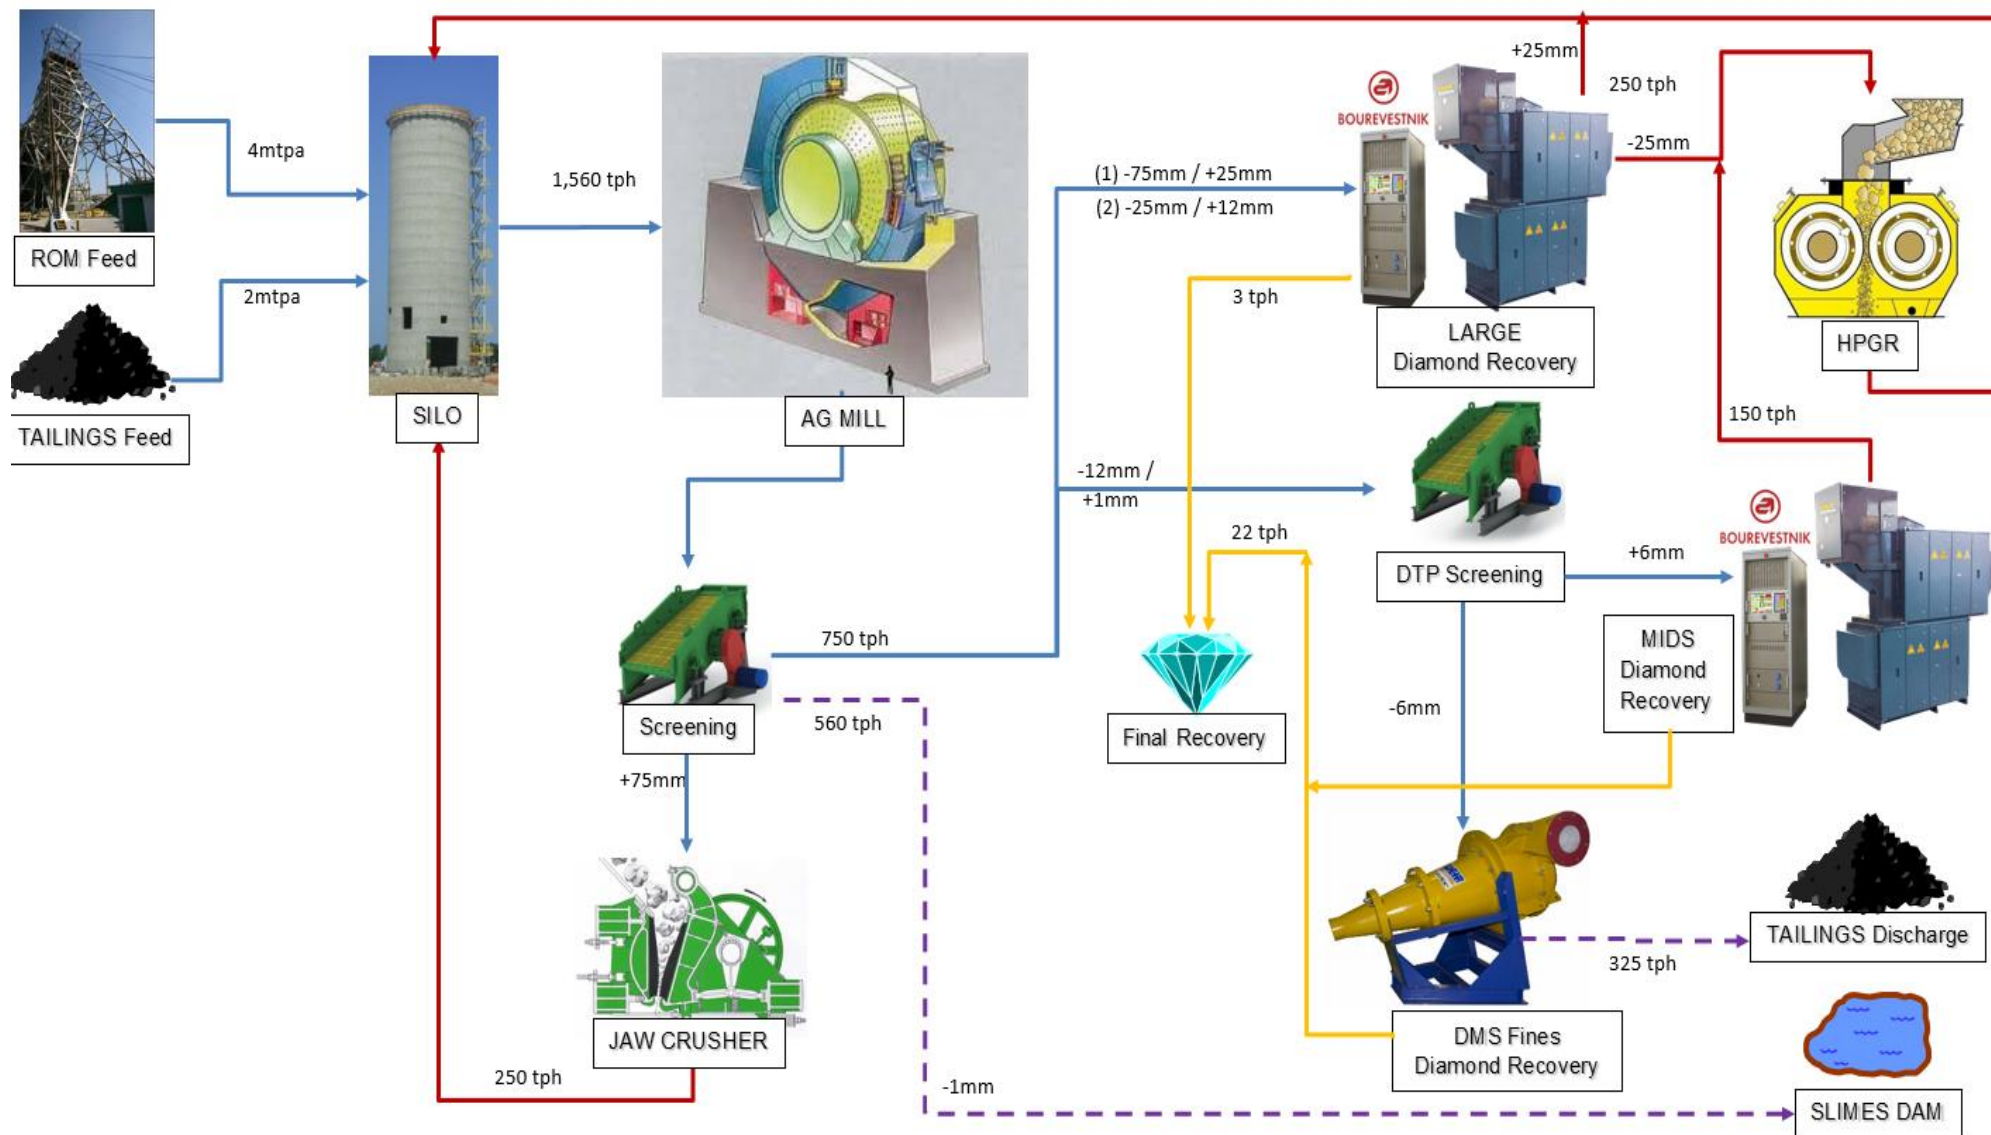 +25mm
250 tph
BOUREVESTNIK
-25mm
4mtpa
1,560 tph
(1) -75mm / +25mm
(2) -25mm / +12mm
ROM Feed
2mtpa
3 tph
LARGE
Diamond Recovery
HPGR
TAILINGS Feed
SILO
AG MILL
150 tph
-12mm /
+1mm
22 tph
BOUREVESTNIK
+6mm
DTP Screening
750 tph
MIDS
Diamond
Recovery
560 tph
Screening
-6mm
Final Recovery
+75mm
TAILINGS Discharge
325 tph
JAW CRUSHER
DMS Fines
Diamond Recovery
250 tph
-1mm
SLIMES DAM